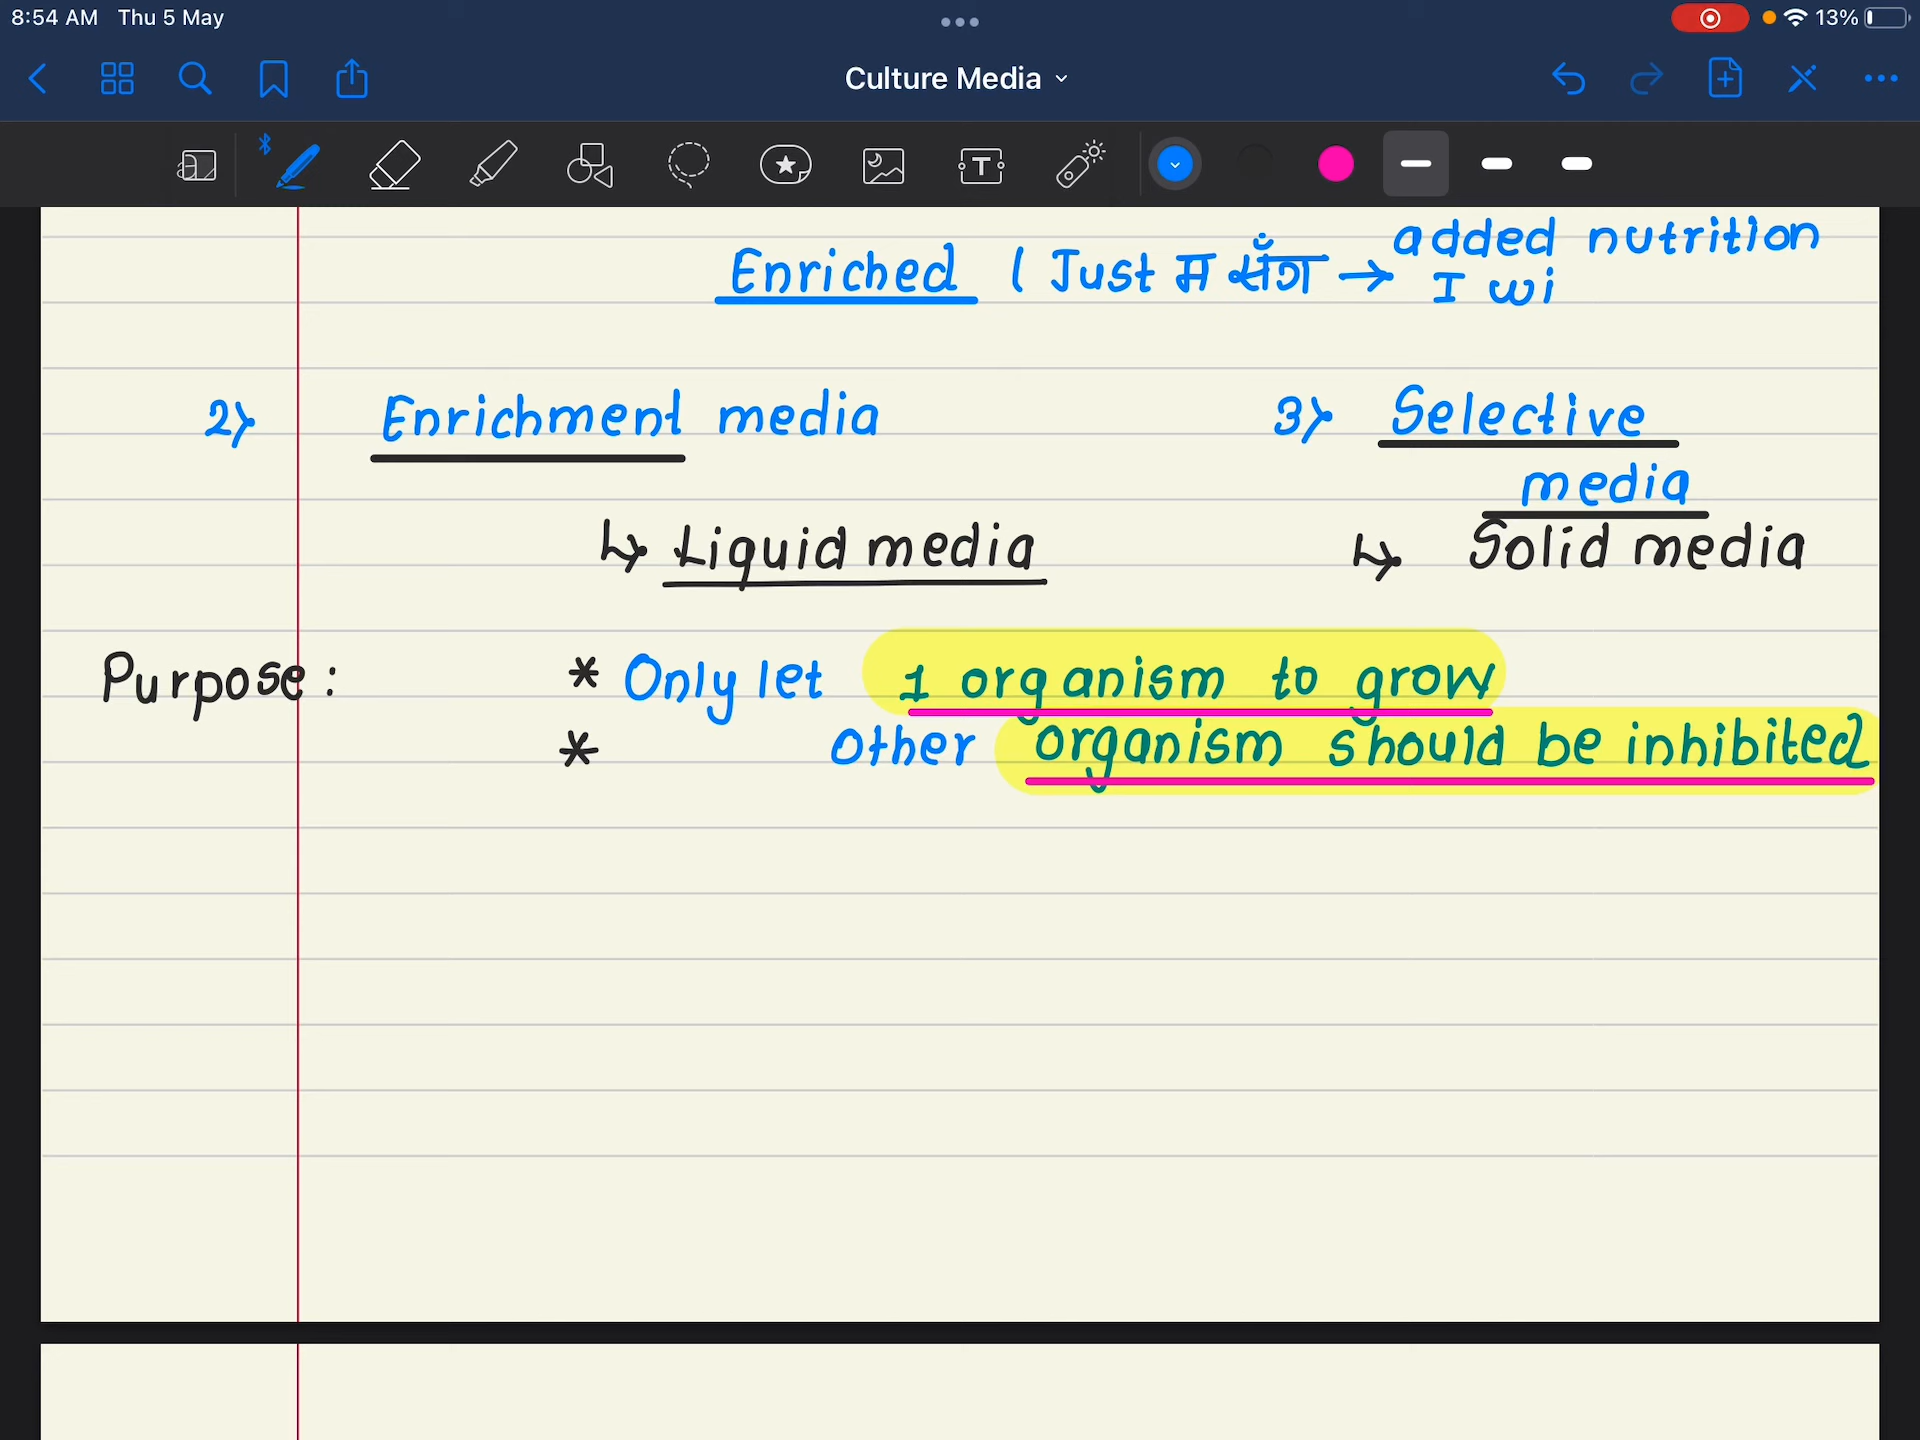 8:54 AM Thu 5 May
13%
Culture Media
T
added nutrition
Enriched ( Just →
I wi
2) Enrichment media
3) Selective
media
↳ Liquid media
↳ Solid media
Purpose : * Only let 1 organism to grow
* other organism should be inhibited